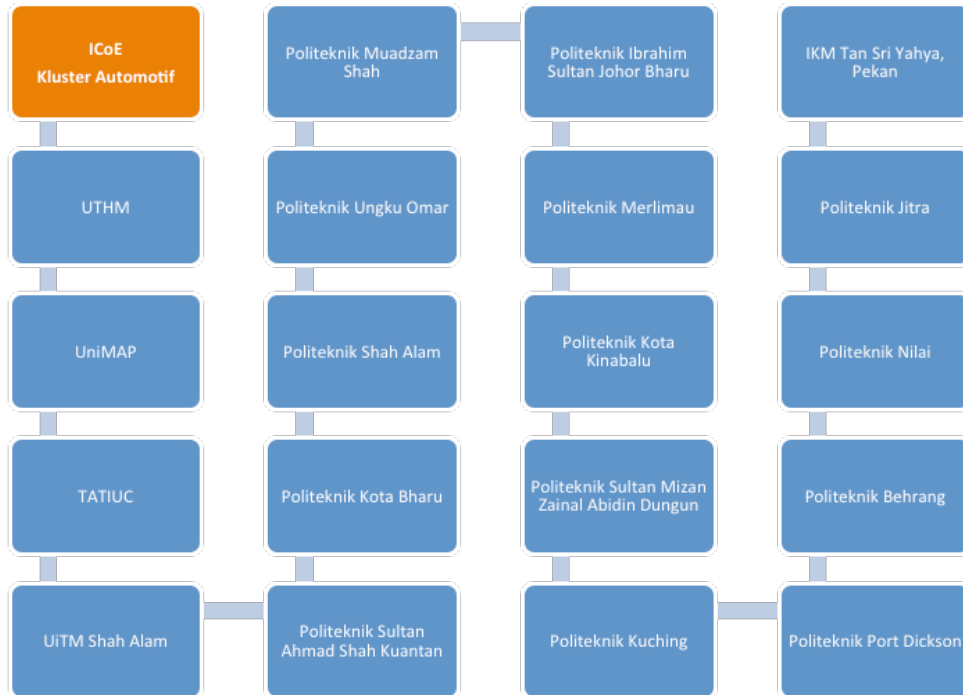 ICoE
Kluster Automotif
UTHM
UniMAP
TATIUC
UiTM Shah Alam
Politeknik Sultan
Ahmad Shah Kuantan
Politeknik Kota Bharu
Politeknik Shah Alam
Politeknik Ungku Omar
Politeknik Muadzam
Shah
Politeknik Ibrahim
Sultan Johor Bharu
Politeknik Merlimau
Politeknik Kota
Kinabalu
Politeknik Sultan Mizan
Zainal Abidin Dungun
Politeknik Kuching
Politeknik Port Dickson
Politeknik Behrang
Politeknik Nilai
Politeknik Jitra
IKM Tan Sri Yahya,
Pekan